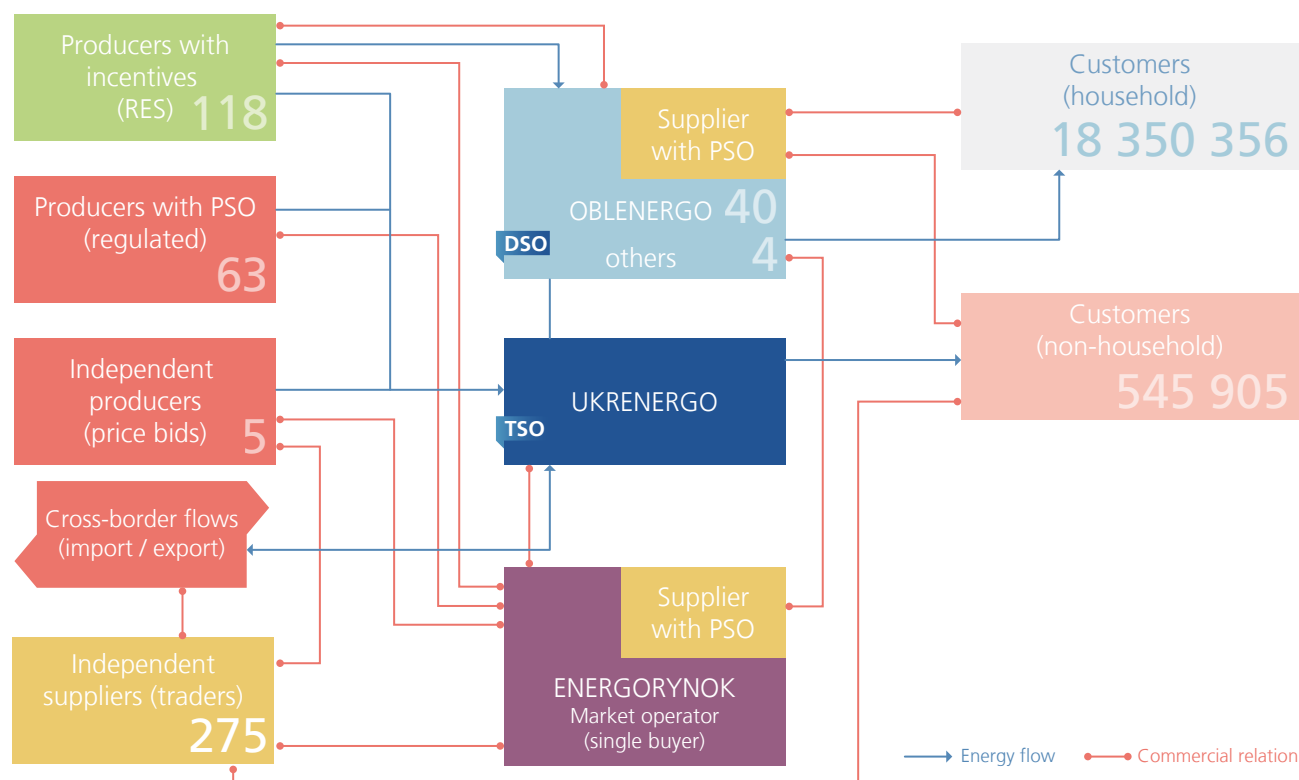 Producers with
incentives
(RES) 118
Producers with PSO
(regulated)
63
Independent
producers
(price bids) 5
Cross-border flows
(import / export)
Independent
suppliers (traders)
275
Supplier
with PSO
OBLENERGO 40
DSO
others 4
UKRENERGO
TSO
Supplier
with PSO
ENERGORYNOK
Market operator
(single buyer)
Customers
(household)
18 350 356
Customers
(non-household)
545 905
Energy flow
Commercial relation